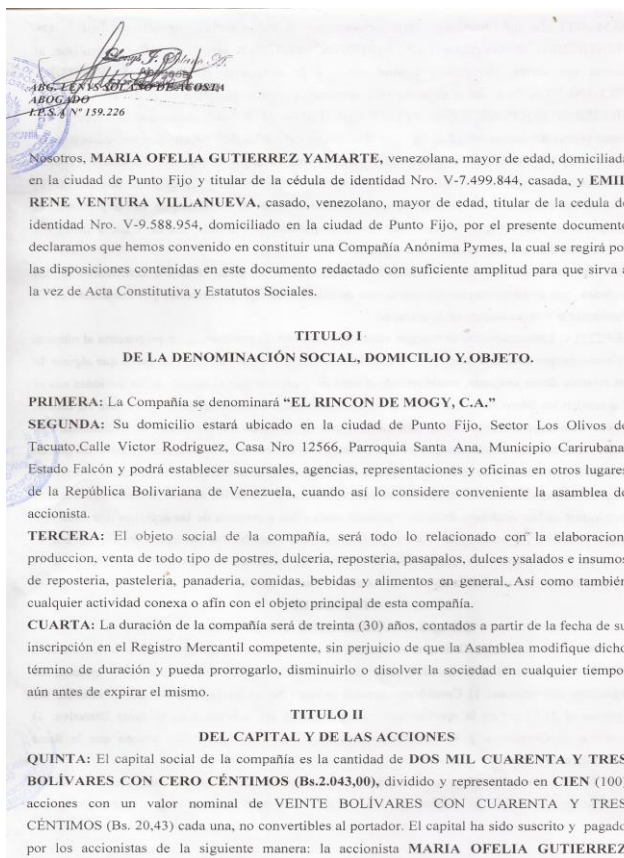 ABG. LENYS SOLANO DE ACOSTA
ABOGADO
I.P.S.A Nº 159.226
Nosotros, MARIA OFELIA GUTIERREZ YAMARTE, venezolana, mayor de edad, domiciliada
en la ciudad de Punto Fijo y titular de la cédula de identidad Nro. V-7.499.844, casada, y EMIL
RENE VENTURA VILLANUEVA, casado, venezolano, mayor de edad, titular de la cedula de
identidad Nro. V-9.588.954, domiciliado en la ciudad de Punto Fijo, por el presente documento
declaramos que hemos convenido en constituir una Compañía Anónima Pymes, la cual se regirá por
las disposiciones contenidas en este documento redactado con suficiente amplitud para que sirva a
la vez de Acta Constitutiva y Estatutos Sociales.
TITULO I
DE LA DENOMINACIÓN SOCIAL, DOMICILIO Y OBJETO.
PRIMERA: La Compañía se denominará “EL RINCON DE MOGY, C.A.”
SEGUNDA: Su domicilio estará ubicado en la ciudad de Punto Fijo, Sector Los Olivos de
Tacuato,Calle Victor Rodriguez, Casa Nro 12566, Parroquia Santa Ana, Municipio Carirubana,
Estado Falcón y podrá establecer sucursales, agencias, representaciones y oficinas en otros lugares
de la República Bolivariana de Venezuela, cuando así lo considere conveniente la asamblea de
accionista.
TERCERA: El objeto social de la compañía, será todo lo relacionado con la elaboracion,
produccion, venta de todo tipo de postres, dulceria, reposteria, pasapalos, dulces ysalados e insumos
de reposteria, pasteleria, panaderia, comidas, bebidas y alimentos en general. Así como también
cualquier actividad conexa o afín con el objeto principal de esta compañía.
CUARTA: La duración de la compañía será de treinta (30) años, contados a partir de la fecha de su
inscripción en el Registro Mercantil competente, sin perjuicio de que la Asamblea modifique dicho
término de duración y pueda prorrogarlo, disminuirlo o disolver la sociedad en cualquier tiempo,
aún antes de expirar el mismo.
TITULO II
DEL CAPITAL Y DE LAS ACCIONES
QUINTA: El capital social de la compañía es la cantidad de DOS MIL CUARENTA Y TRES
BOLÍVARES CON CERO CÉNTIMOS (Bs.2.043,00), dividido y representado en CIEN (100)
acciones con un valor nominal de VEINTE BOLÍVARES CON CUARENTA Y TRES
CÉNTIMOS (Bs. 20,43) cada una, no convertibles al portador. El capital ha sido suscrito y pagado
por los accionistas de la siguiente manera: la accionista MARIA OFELIA GUTIERREZ